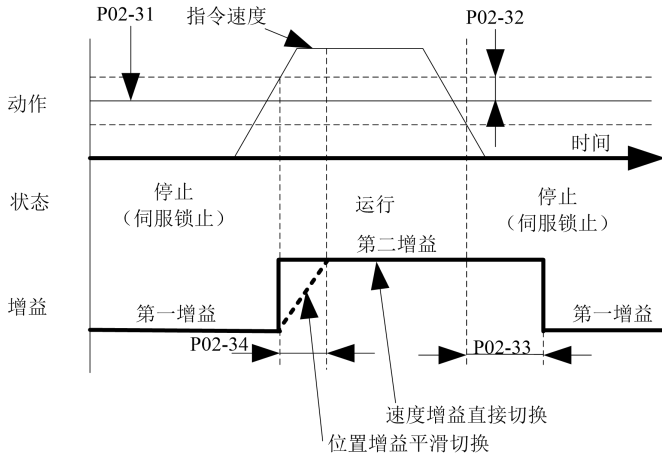 P02-31
指令速度
P02-32
动作
时间
状态
停止
（伺服锁止）
运行
停止
（伺服锁止）
第二增益
增益
第一增益
第一增益
P02-34
P02-33
速度增益直接切换
位置增益平滑切换